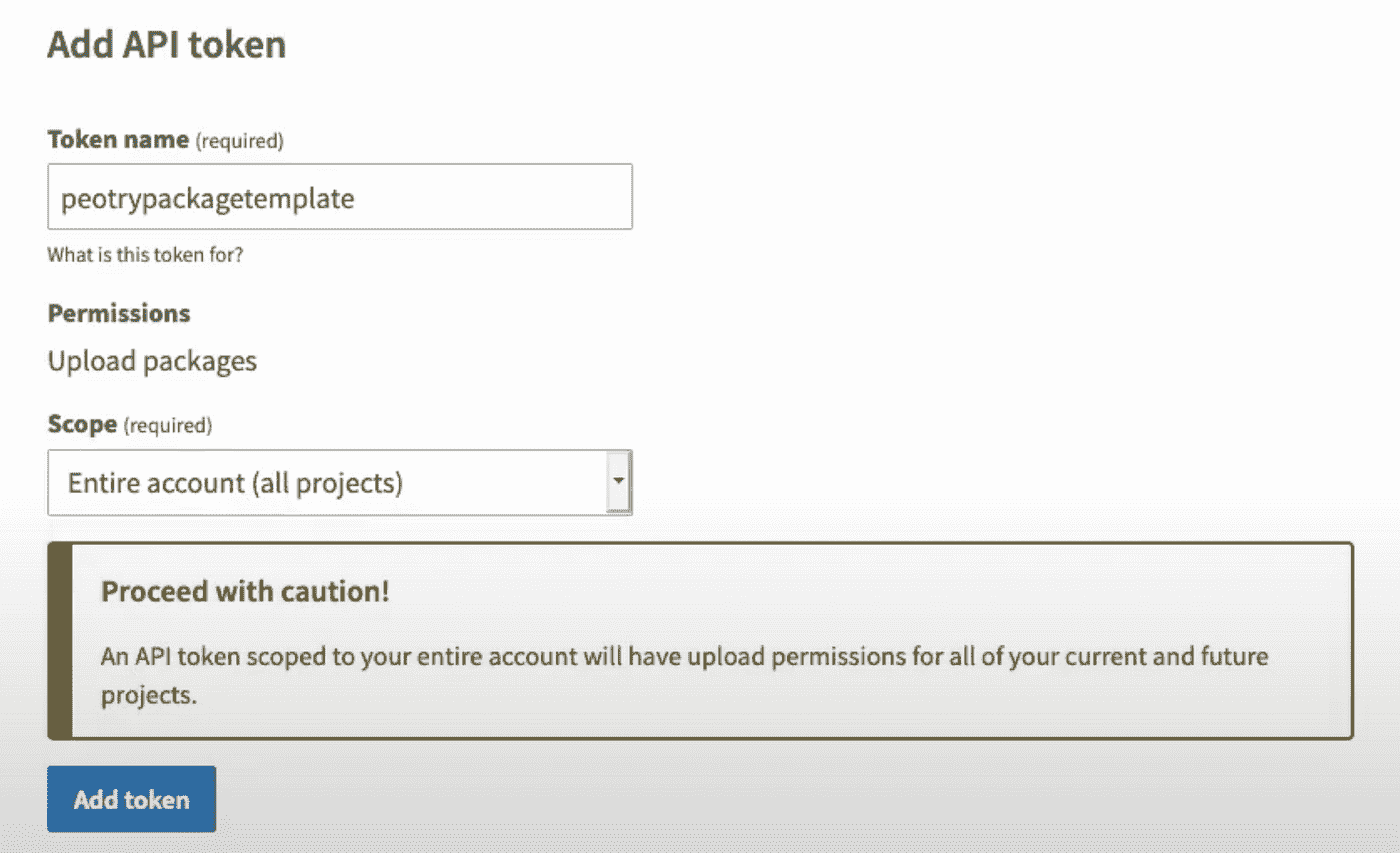 Add API token
Token name (required)
peotrypackagetemplate
What is this token for?
Permissions
Upload packages
Scope (required)
Entire account (all projects)
Proceed with caution!
An API token scoped to your entire account will have upload permissions for all of your current and future
projects.
Add token